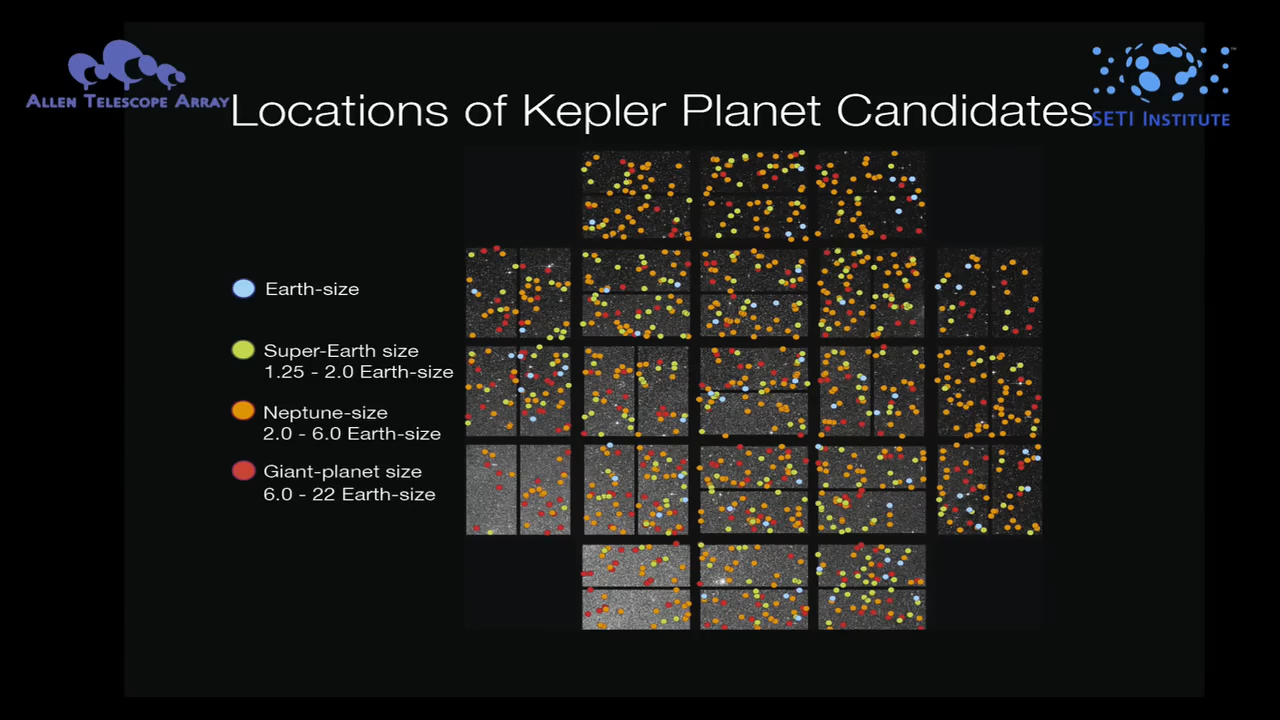 ALLEN TELESCOPE ARRAY
SETI INSTITUTE
Locations of Kepler Planet Candidates
Earth-size
Super-Earth size
1.25 - 2.0 Earth-size
Neptune-size
2.0 - 6.0 Earth-size
Giant-planet size
6.0 - 22 Earth-size